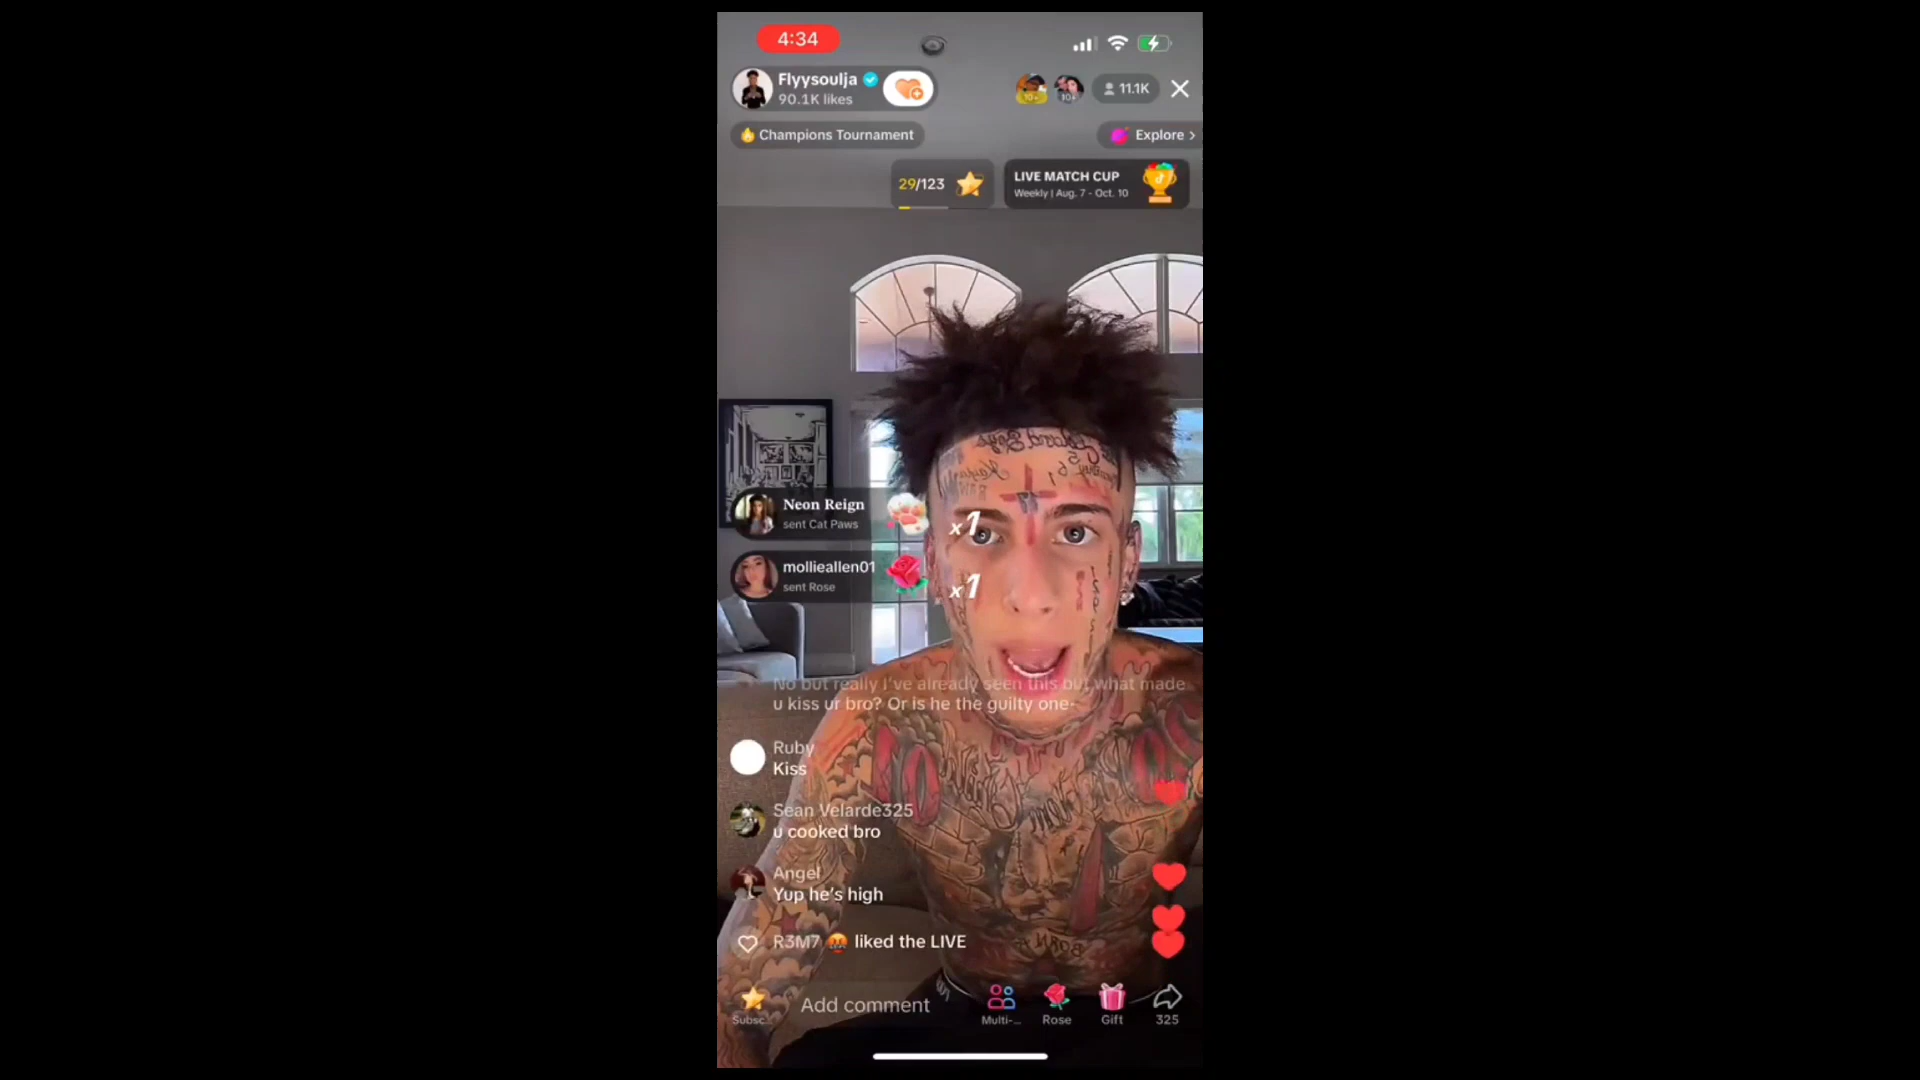 4:34
Flyysoulja
90.1K likes
10+
10+
11.1K
Champions Tournament
Explore >
29/123
LIVE MATCH CUP
Weekly | Aug. 7 - Oct. 10
Neon Reign
sent Cat Paws
x1
mollieallen01
sent Rose
x1
No but really I've already seen this but what made
u kiss ur bro? Or is he the guilty one-
Ruby
Kiss
Sean Velarde325
u cooked bro
Angel
Yup he's high
R3M7 🤬 liked the LIVE
Subsc...
Add comment
Multi-...
Rose
Gift
325